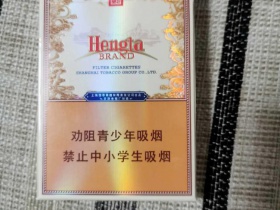 Hengta
BRAND
FILTER CIGARETTES
SHANGHAI TOBACCO GROUP CO., LTD.
劝阻青少年吸烟
禁止中小学生吸烟